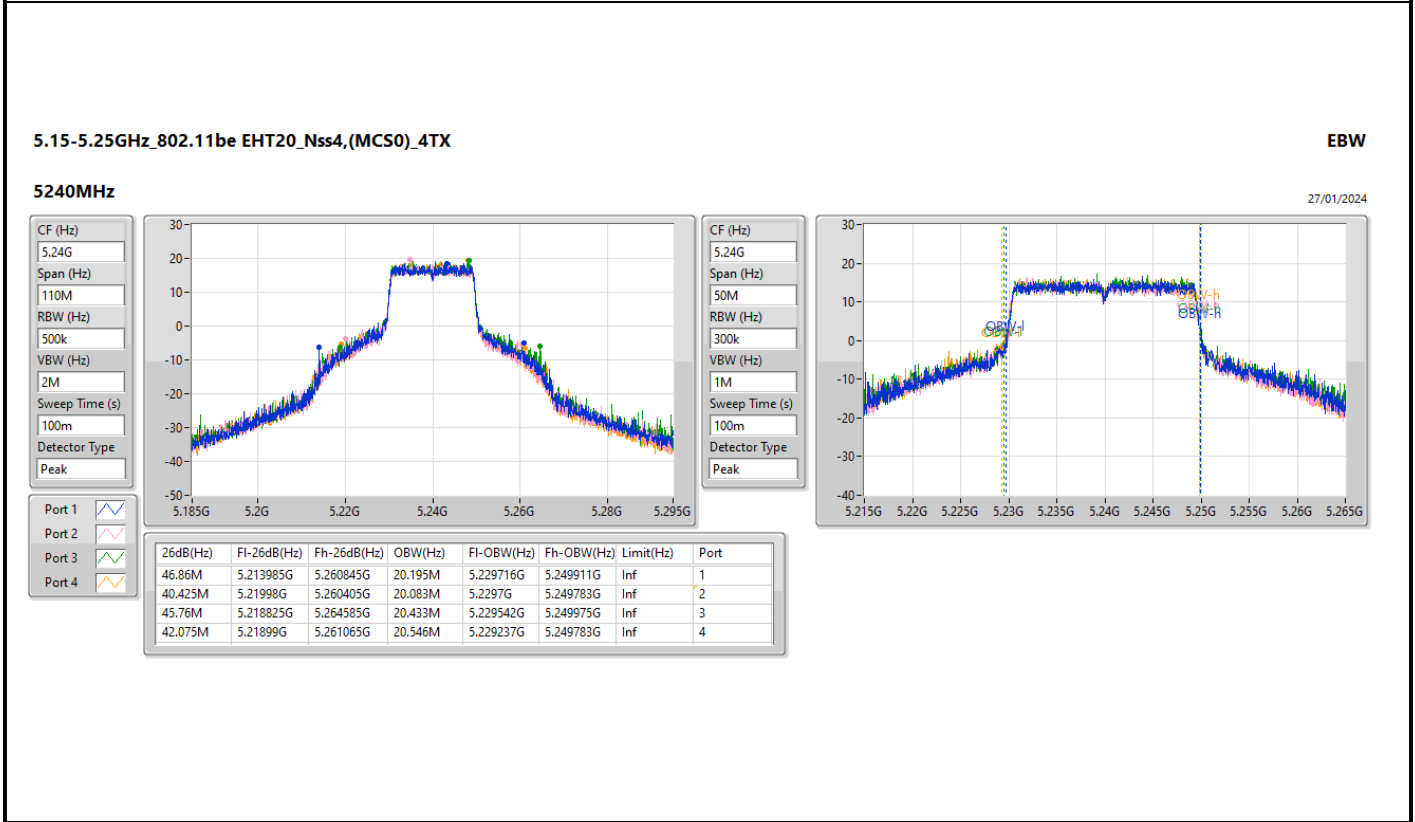 5.15-5.25GHz_802.11be EHT20_Nss4,(MCS0)_4TX
EBW
5240MHz
27/01/2024
CF (Hz)
5.24G
Span (Hz)
110M
RBW (Hz)
500k
VBW (Hz)
2M
Sweep Time (s)
100m
Detector Type
Peak
30
20
10
0
-10
-20
-30
-40
-50
5.185G 5.2G 5.22G 5.24G 5.26G 5.28G 5.295G
CF (Hz)
5.24G
Span (Hz)
50M
RBW (Hz)
300k
VBW (Hz)
1M
Sweep Time (s)
100m
Detector Type
Peak
30
20
10
0
-10
-20
-30
-40
OBW-l
OBW-h
OBW-h
5.215G 5.22G 5.225G 5.23G 5.235G 5.24G 5.245G 5.25G 5.255G 5.26G 5.265G
Port 1
Port 2
Port 3
Port 4
26dB(Hz) Fl-26dB(Hz) Fh-26dB(Hz) OBW(Hz) Fl-OBW(Hz) Fh-OBW(Hz) Limit(Hz) Port
46.86M 5.213985G 5.260845G 20.195M 5.229716G 5.249911G Inf 1
40.425M 5.21998G 5.260405G 20.083M 5.2297G 5.249783G Inf 2
45.76M 5.218825G 5.264585G 20.433M 5.229542G 5.249975G Inf 3
42.075M 5.21899G 5.261065G 20.546M 5.229237G 5.249783G Inf 4